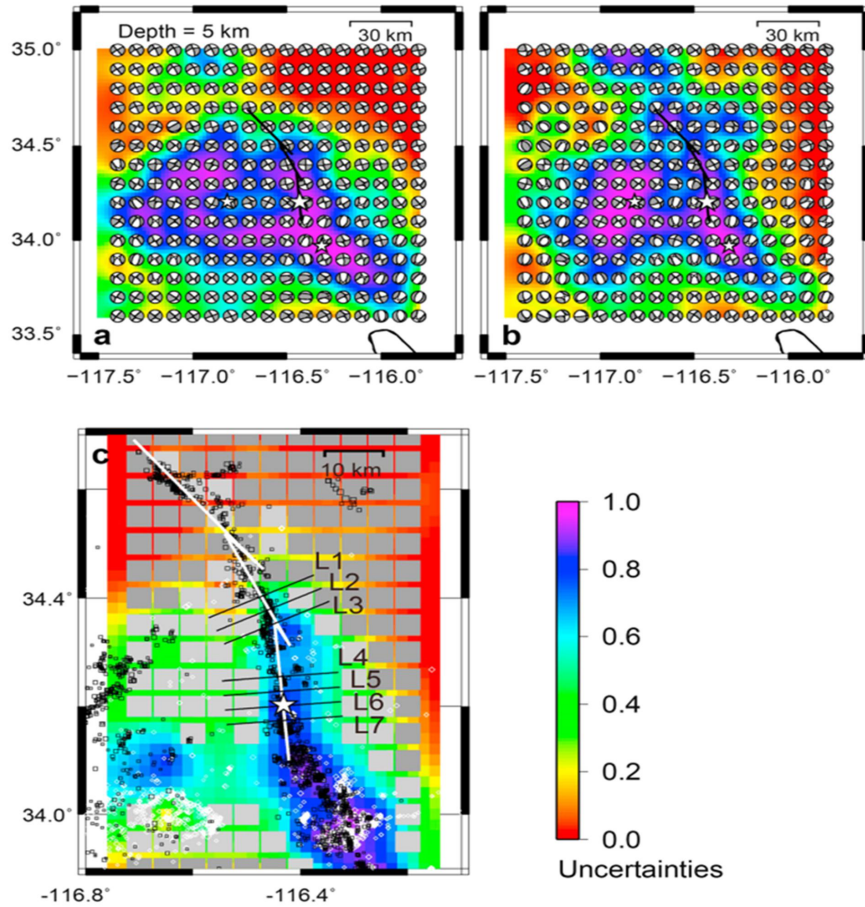 Depth = 5 km
30 km
30 km
35.0°
34.5°
34.0°
33.5°
a
b
−117.5 −117.0 −116.5 −116.0
−117.5 −117.0 −116.5 −116.0
c
10 km
L1
L2
L3
L4
L5
L6
L7
34.4°
34.0°
-116.8 -116.4
1.0
0.8
0.6
0.4
0.2
0.0
Uncertainties